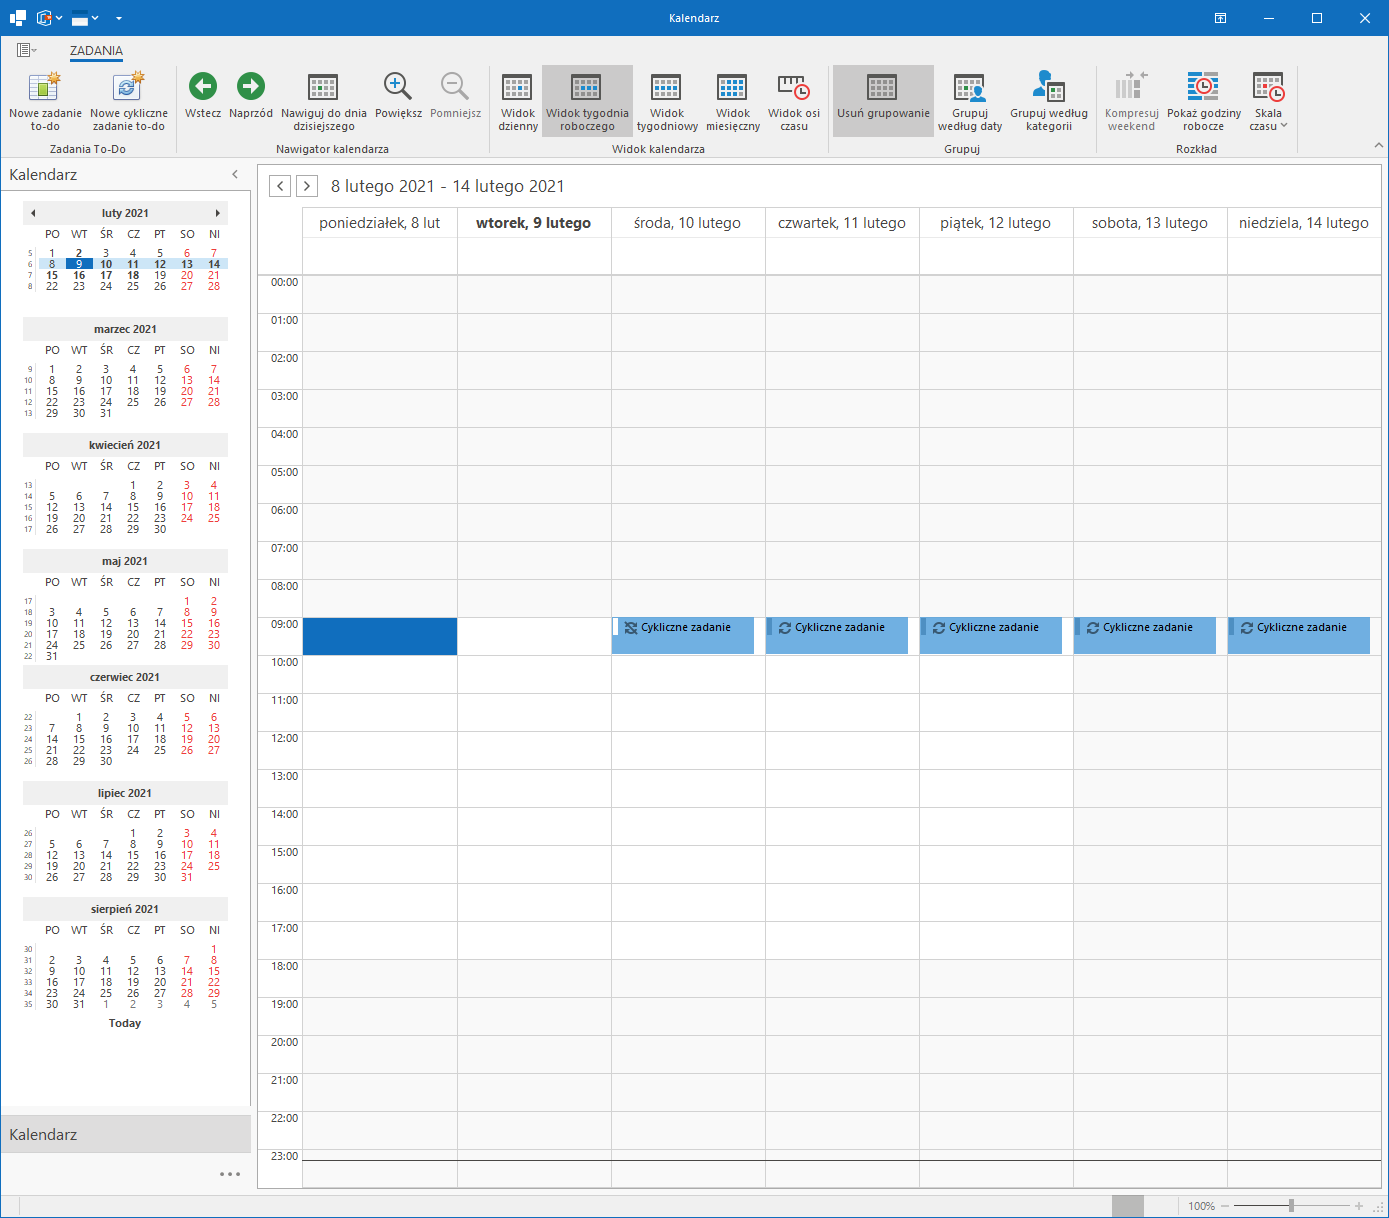 Kalendarz
ZADANIA
Nowe zadanie to-do
Nowe cykliczne zadanie to-do
Wstecz
Naprzód
Nawiguj do dnia dzisiejszego
Powiększ
Pomniejsz
Widok dzienny
Widok tygodnia roboczego
Widok tygodniowy
Widok miesięczny
Widok osi czasu
Usuń grupowanie
Grupuj według daty
Grupuj według kategorii
Kompresuj weekend
Pokaż godziny robocze
Skala czasu
Zadania To-Do
Nawigator kalendarza
Widok kalendarza
Grupuj
Rozkład
Kalendarz
luty 2021
PO WT ŚR CZ PT SO NI
5 1 2 3 4 5 6 7
6 8 9 10 11 12 13 14
7 15 16 17 18 19 20 21
8 22 23 24 25 26 27 28
marzec 2021
PO WT ŚR CZ PT SO NI
9 1 2 3 4 5 6 7
10 8 9 10 11 12 13 14
11 15 16 17 18 19 20 21
12 22 23 24 25 26 27 28
13 29 30 31
kwiecień 2021
PO WT ŚR CZ PT SO NI
13 1 2 3 4
14 5 6 7 8 9 10 11
15 12 13 14 15 16 17 18
16 19 20 21 22 23 24 25
17 26 27 28 29 30
maj 2021
PO WT ŚR CZ PT SO NI
17 1 2
18 3 4 5 6 7 8 9
19 10 11 12 13 14 15 16
20 17 18 19 20 21 22 23
21 24 25 26 27 28 29 30
22 31
czerwiec 2021
PO WT ŚR CZ PT SO NI
22 1 2 3 4 5 6
23 7 8 9 10 11 12 13
24 14 15 16 17 18 19 20
25 21 22 23 24 25 26 27
26 28 29 30
lipiec 2021
PO WT ŚR CZ PT SO NI
26 1 2 3 4
27 5 6 7 8 9 10 11
28 12 13 14 15 16 17 18
29 19 20 21 22 23 24 25
30 26 27 28 29 30 31
sierpień 2021
PO WT ŚR CZ PT SO NI
30 1
31 2 3 4 5 6 7 8
32 9 10 11 12 13 14 15
33 16 17 18 19 20 21 22
34 23 24 25 26 27 28 29
35 30 31 1 2 3 4 5
Today
Kalendarz
8 lutego 2021 - 14 lutego 2021
poniedziałek, 8 lut
wtorek, 9 lutego
środa, 10 lutego
czwartek, 11 lutego
piątek, 12 lutego
sobota, 13 lutego
niedziela, 14 lutego
00:00
01:00
02:00
03:00
04:00
05:00
06:00
07:00
08:00
09:00
Cykliczne zadanie
Cykliczne zadanie
Cykliczne zadanie
Cykliczne zadanie
Cykliczne zadanie
10:00
11:00
12:00
13:00
14:00
15:00
16:00
17:00
18:00
19:00
20:00
21:00
22:00
23:00
100%